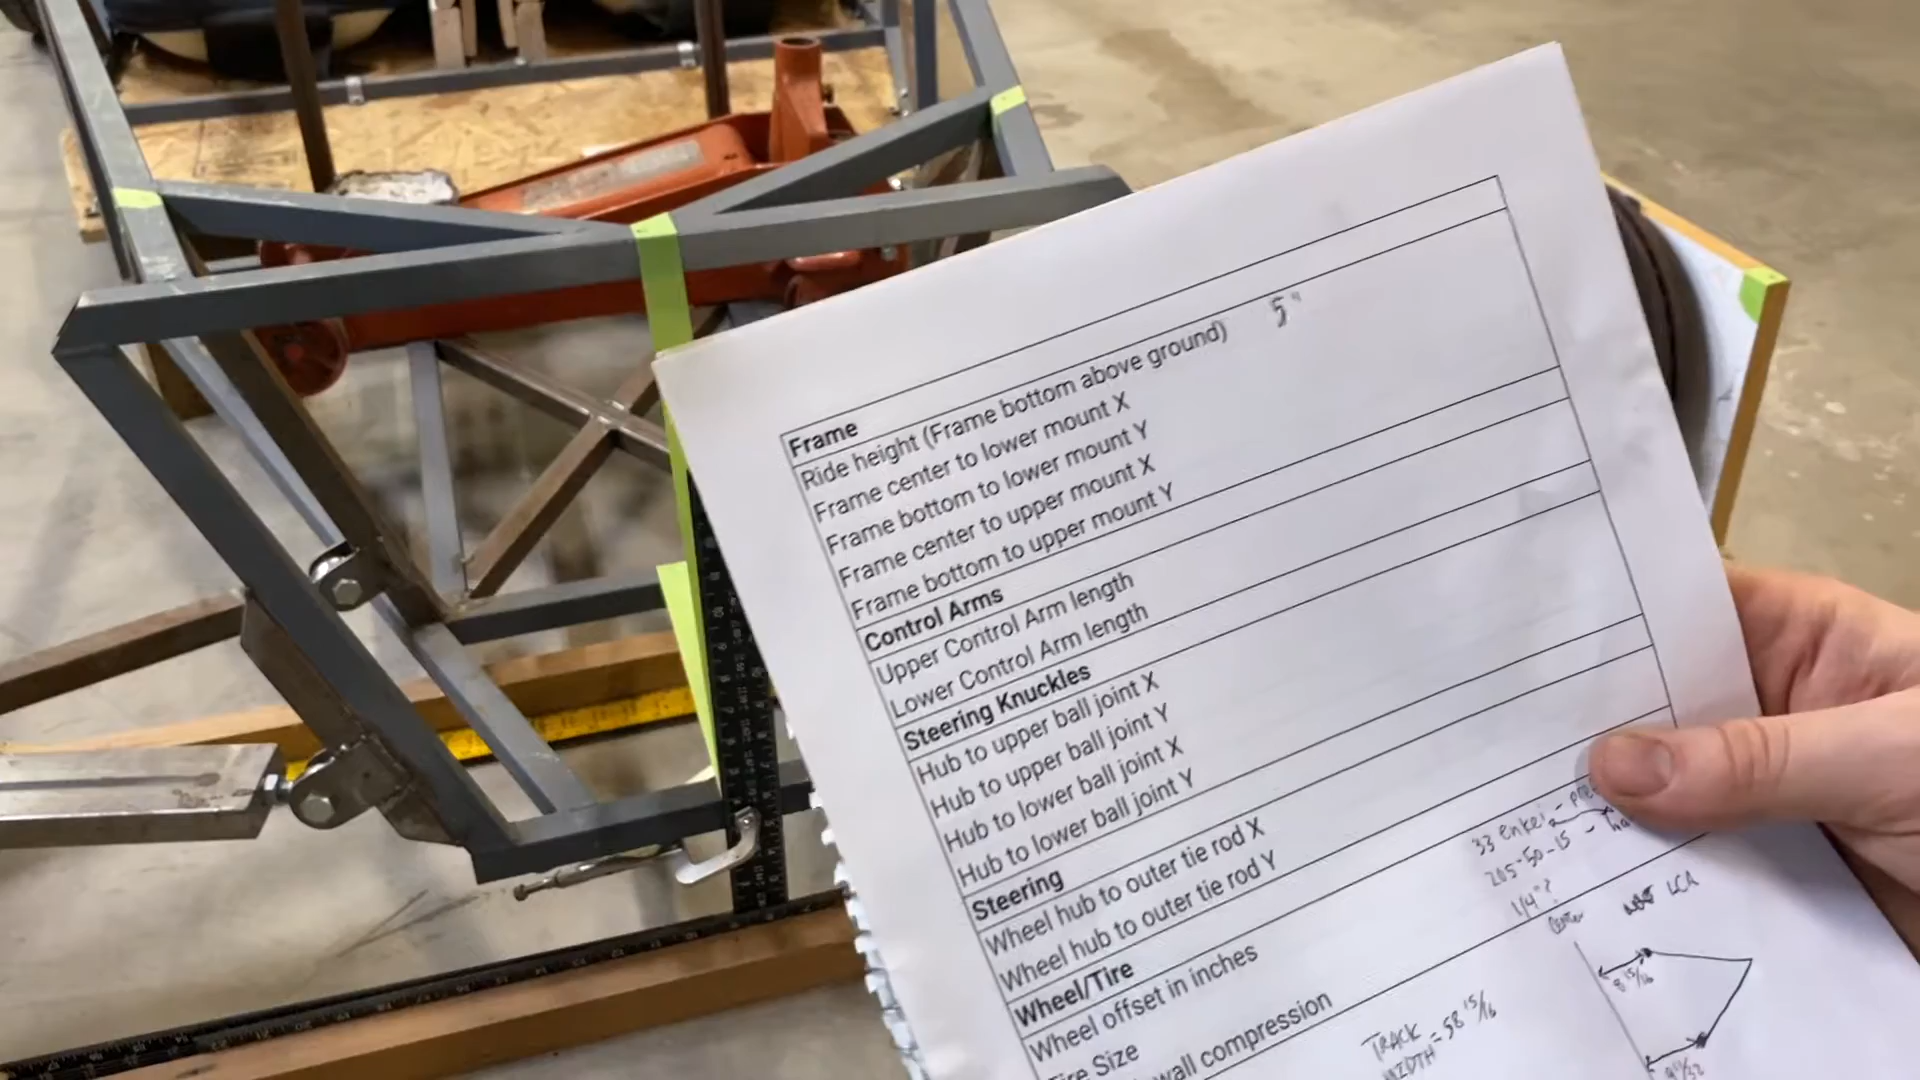 Frame
Ride height (Frame bottom above ground) 5"
Frame center to lower mount X
Frame bottom to lower mount Y
Frame center to upper mount X
Frame bottom to upper mount Y
Control Arms
Upper Control Arm length
Lower Control Arm length
Steering Knuckles
Hub to upper ball joint X
Hub to upper ball joint Y
Hub to lower ball joint X
Hub to lower ball joint Y
Steering
Wheel hub to outer tie rod X
Wheel hub to outer tie rod Y
Wheel/Tire
Wheel offset in inches
Size
wall compression
33
205-50-15
1/4"?
Center
LCA
8 15/16
TRACK
WIDTH = 58 15/16